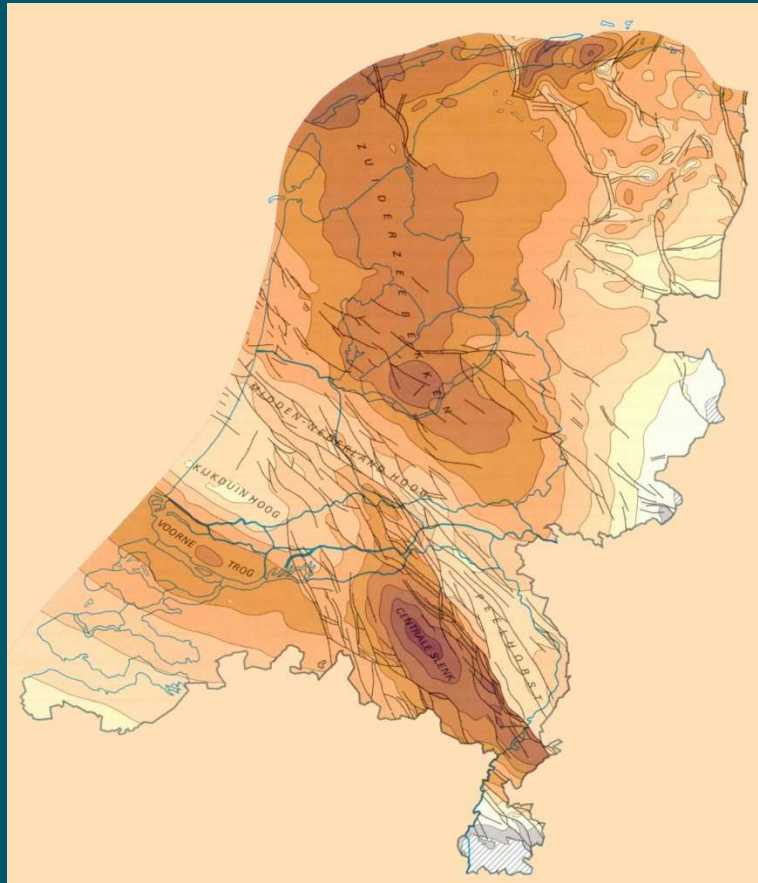 ZUIDERZEEBEKKEN
MIDDEN-NEDERLAND HOOG
KIJKDUIN HOOG
VOORNE
TROG
CENTRALE SLENK
PEELHORST